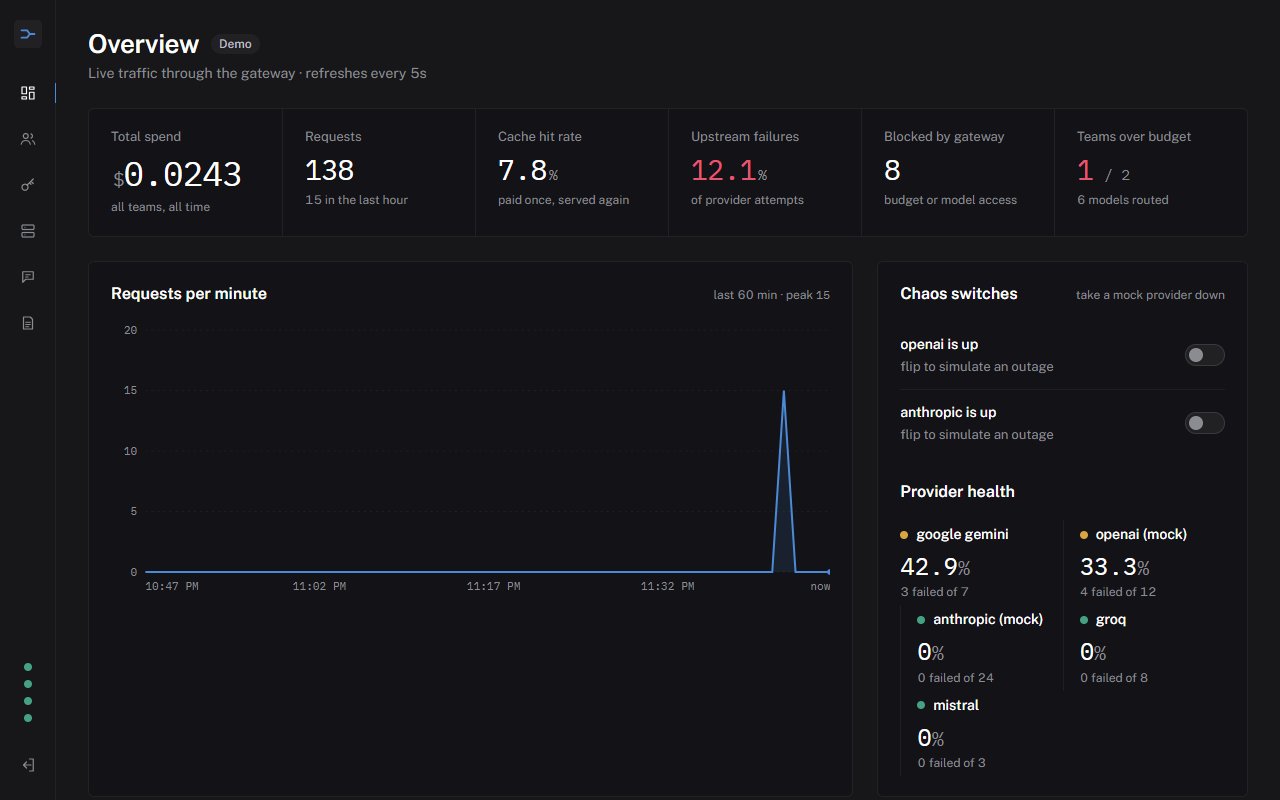 Overview Demo
Live traffic through the gateway · refreshes every 5s
Total spend
$0.0243
all teams, all time
Requests
138
15 in the last hour
Cache hit rate
7.8%
paid once, served again
Upstream failures
12.1%
of provider attempts
Blocked by gateway
8
budget or model access
Teams over budget
1 / 2
6 models routed
Requests per minute
last 60 min · peak 15
20
15
10
5
0
10:47 PM 11:02 PM 11:17 PM 11:32 PM now
Chaos switches
take a mock provider down
openai is up
flip to simulate an outage
anthropic is up
flip to simulate an outage
Provider health
google gemini
42.9%
3 failed of 7
openai (mock)
33.3%
4 failed of 12
anthropic (mock)
0%
0 failed of 24
groq
0%
0 failed of 8
mistral
0%
0 failed of 3